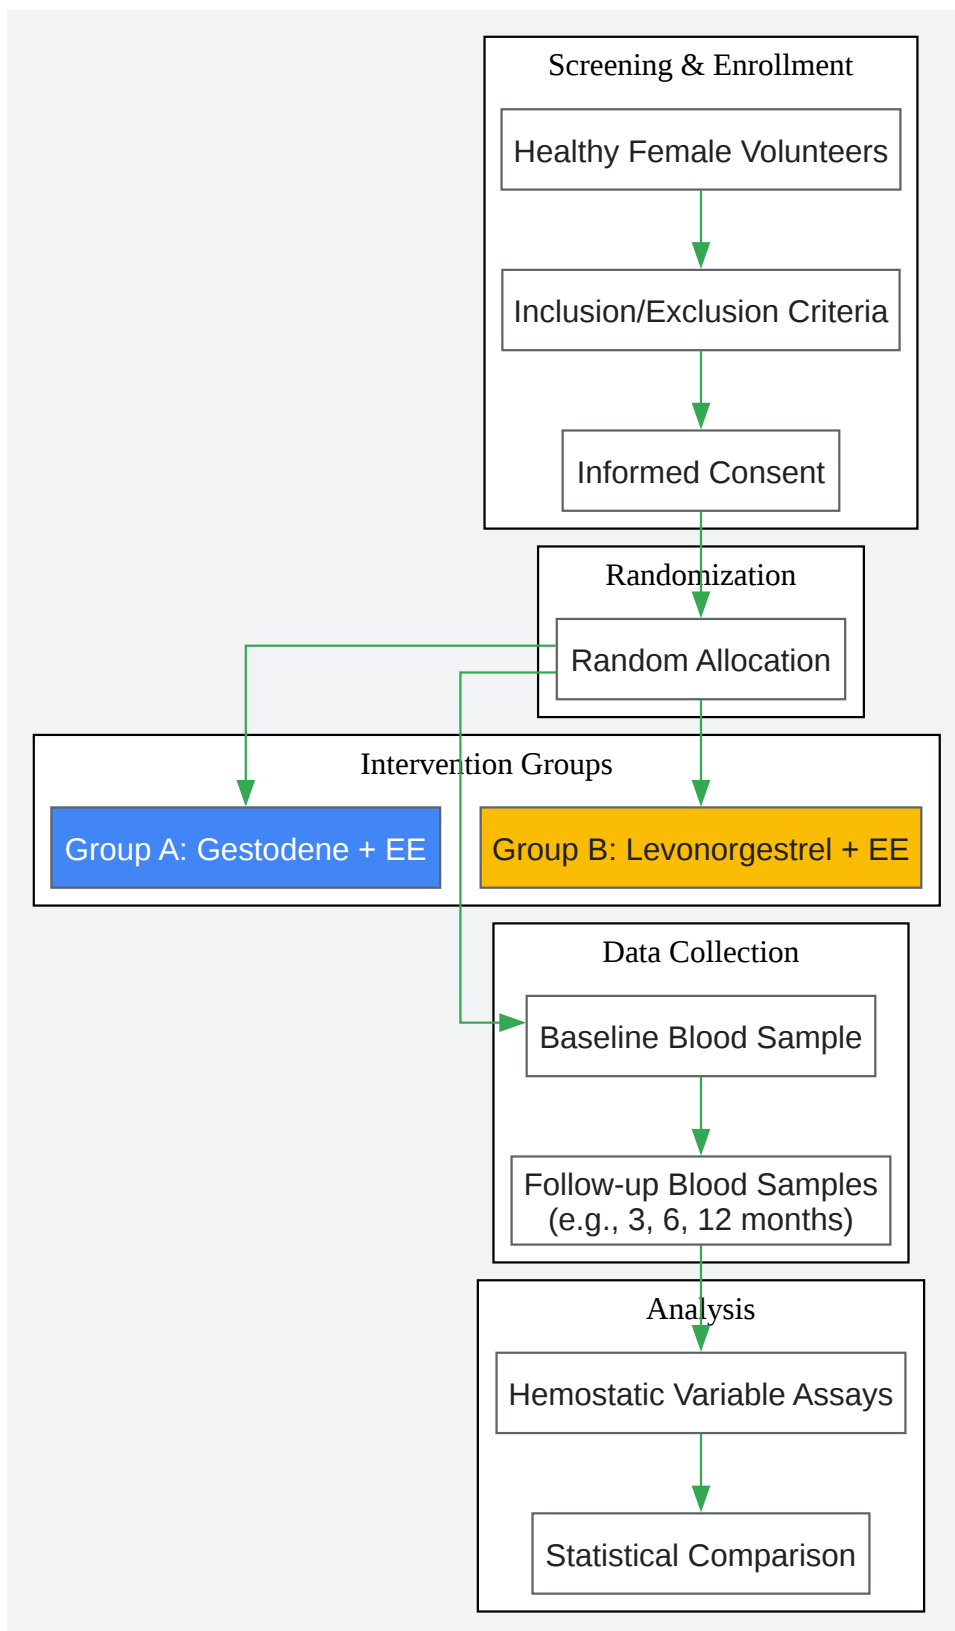 Screening & Enrollment
Healthy Female Volunteers
Inclusion/Exclusion Criteria
Informed Consent
Randomization
Random Allocation
Intervention Groups
Group A: Gestodene + EE
Group B: Levonorgestrel + EE
Data Collection
Baseline Blood Sample
Follow-up Blood Samples
(e.g., 3, 6, 12 months)
Analysis
Hemostatic Variable Assays
Statistical Comparison